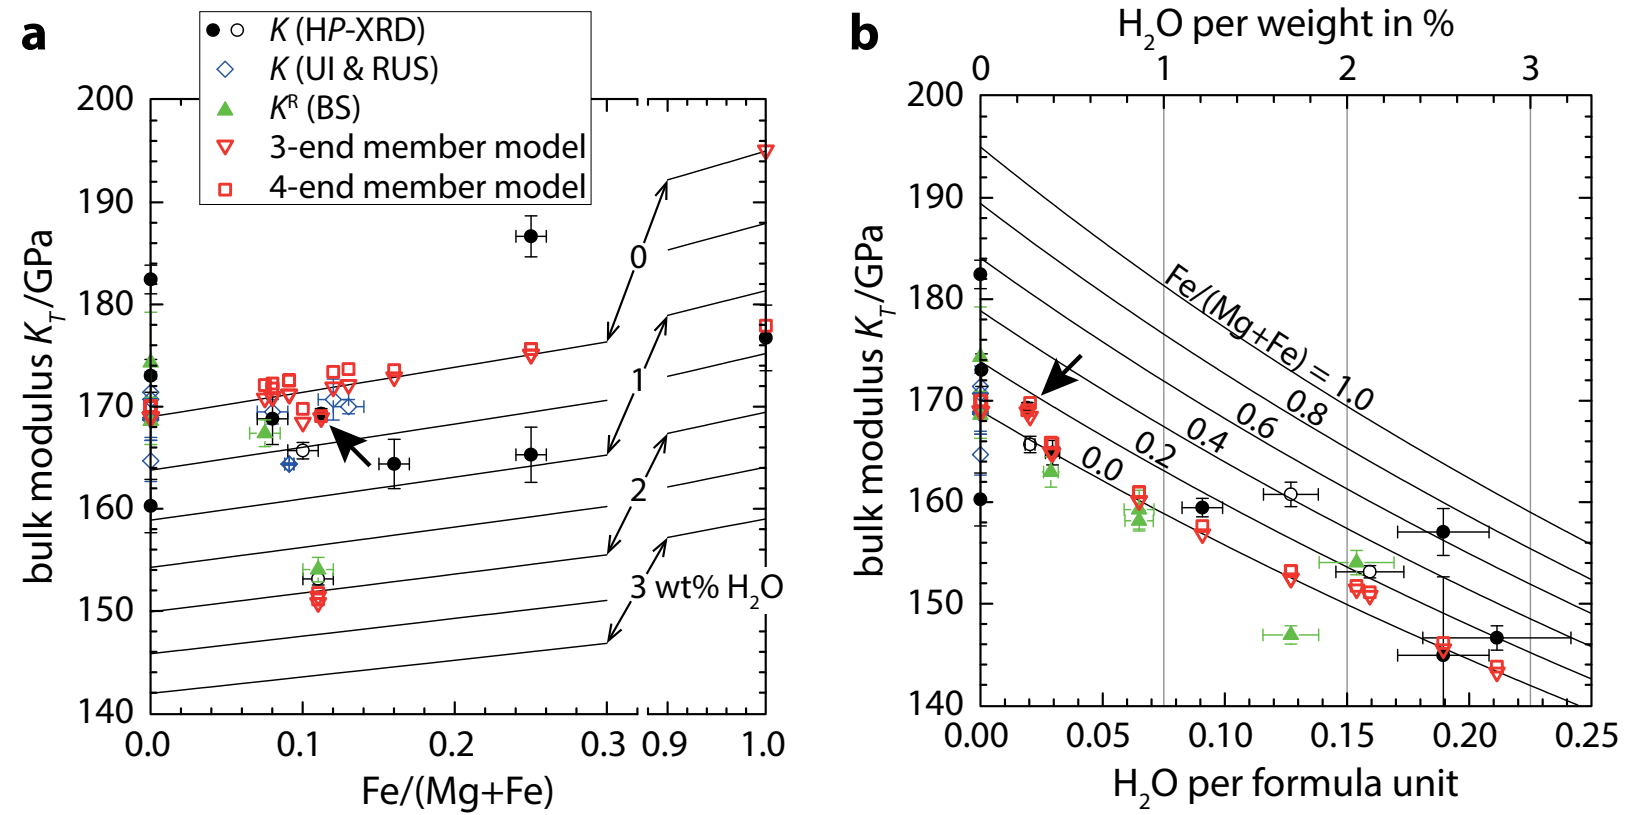 a
K (HP-XRD)
K (UI & RUS)
Kᴿ (BS)
3-end member model
4-end member model
200
190
180
170
160
150
140
bulk modulus K_T/GPa
0
1
2
3 wt% H₂O
0.0 0.1 0.2 0.3 0.9 1.0
Fe/(Mg+Fe)
b
H₂O per weight in %
0 1 2 3
200
190
180
170
160
150
140
bulk modulus K_T/GPa
Fe/(Mg+Fe) = 1.0
0.8
0.6
0.4
0.2
0.0
0.00 0.05 0.10 0.15 0.20 0.25
H₂O per formula unit